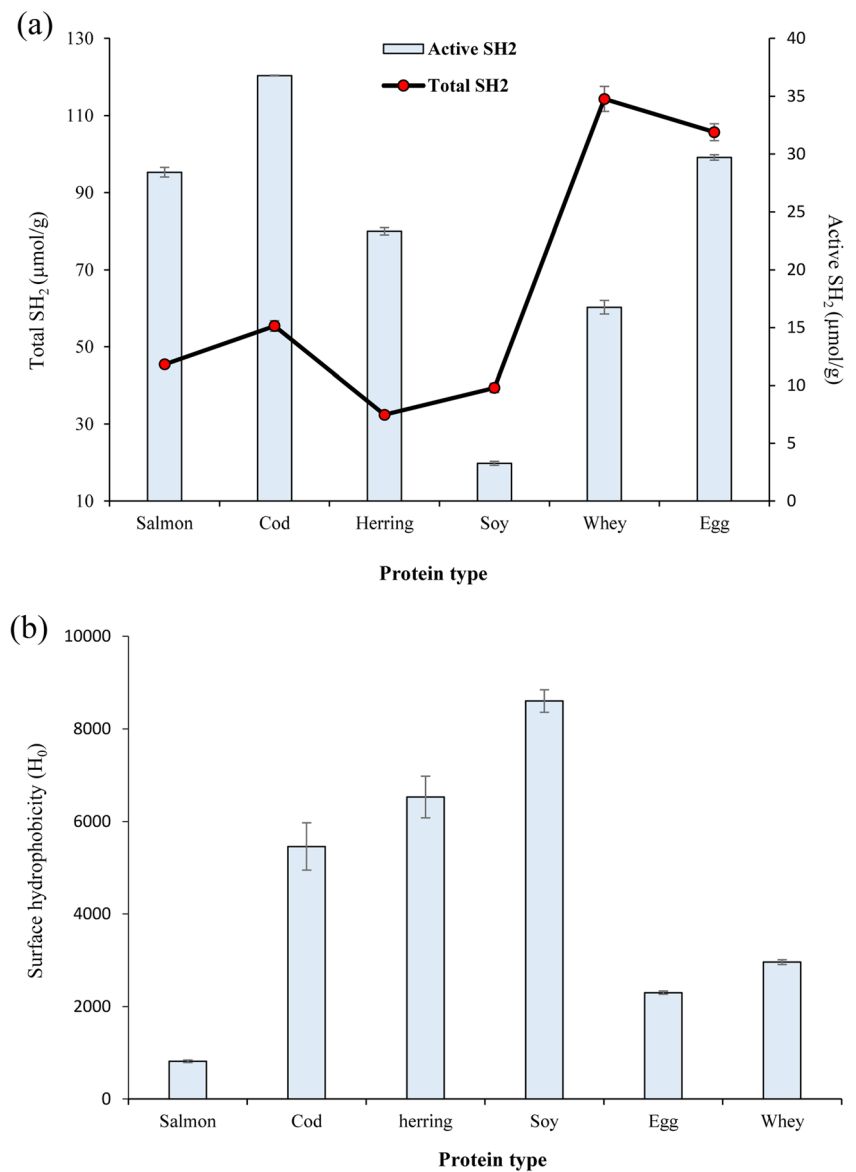 (a)
130
110
90
70
50
30
10
Total SH2 (µmol/g)
Active SH2
Total SH2
40
35
30
25
20
15
10
5
0
Active SH2 (µmol/g)
Salmon Cod Herring Soy Whey Egg
Protein type
(b)
10000
8000
6000
4000
2000
0
Surface hydrophobicity (H0)
Salmon Cod herring Soy Egg Whey
Protein type